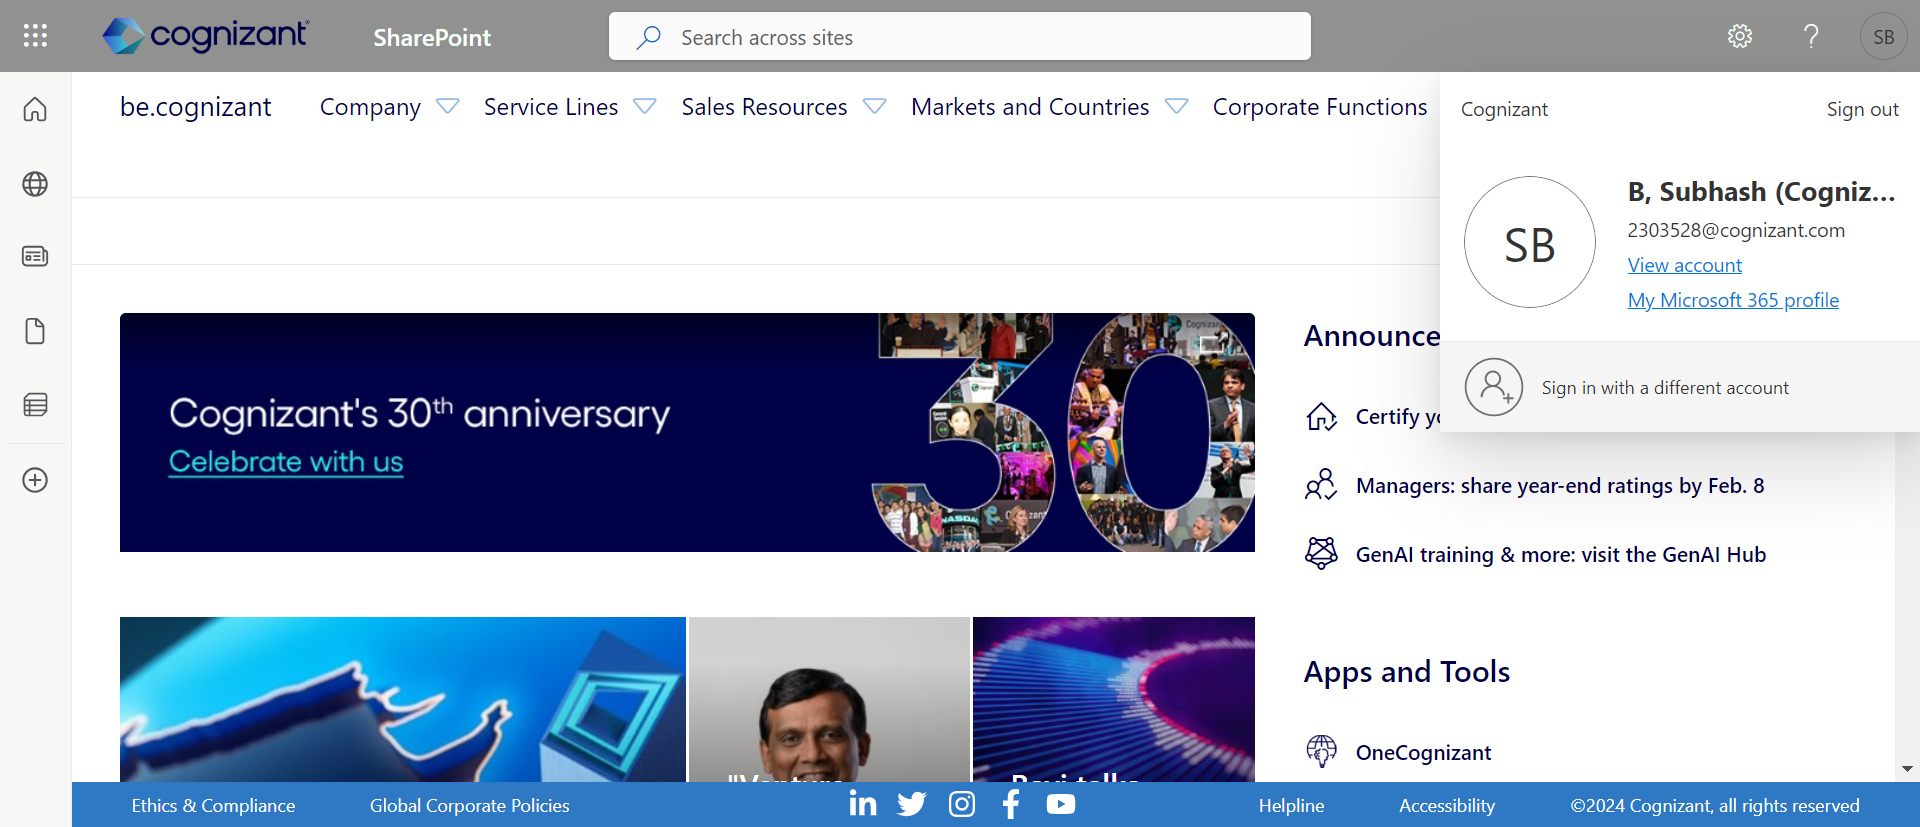 cognizant
SharePoint
Search across sites
SB
be.cognizant
Company
Service Lines
Sales Resources
Markets and Countries
Corporate Functions
Cognizant
Sign out
SB
B, Subhash (Cogniz...
2303528@cognizant.com
View account
My Microsoft 365 profile
Sign in with a different account
Cognizant's 30th anniversary
Celebrate with us
30
Announce
Certify
Managers: share year-end ratings by Feb. 8
GenAI training & more: visit the GenAI Hub
Apps and Tools
OneCognizant
Ethics & Compliance
Global Corporate Policies
Helpline
Accessibility
©2024 Cognizant, all rights reserved